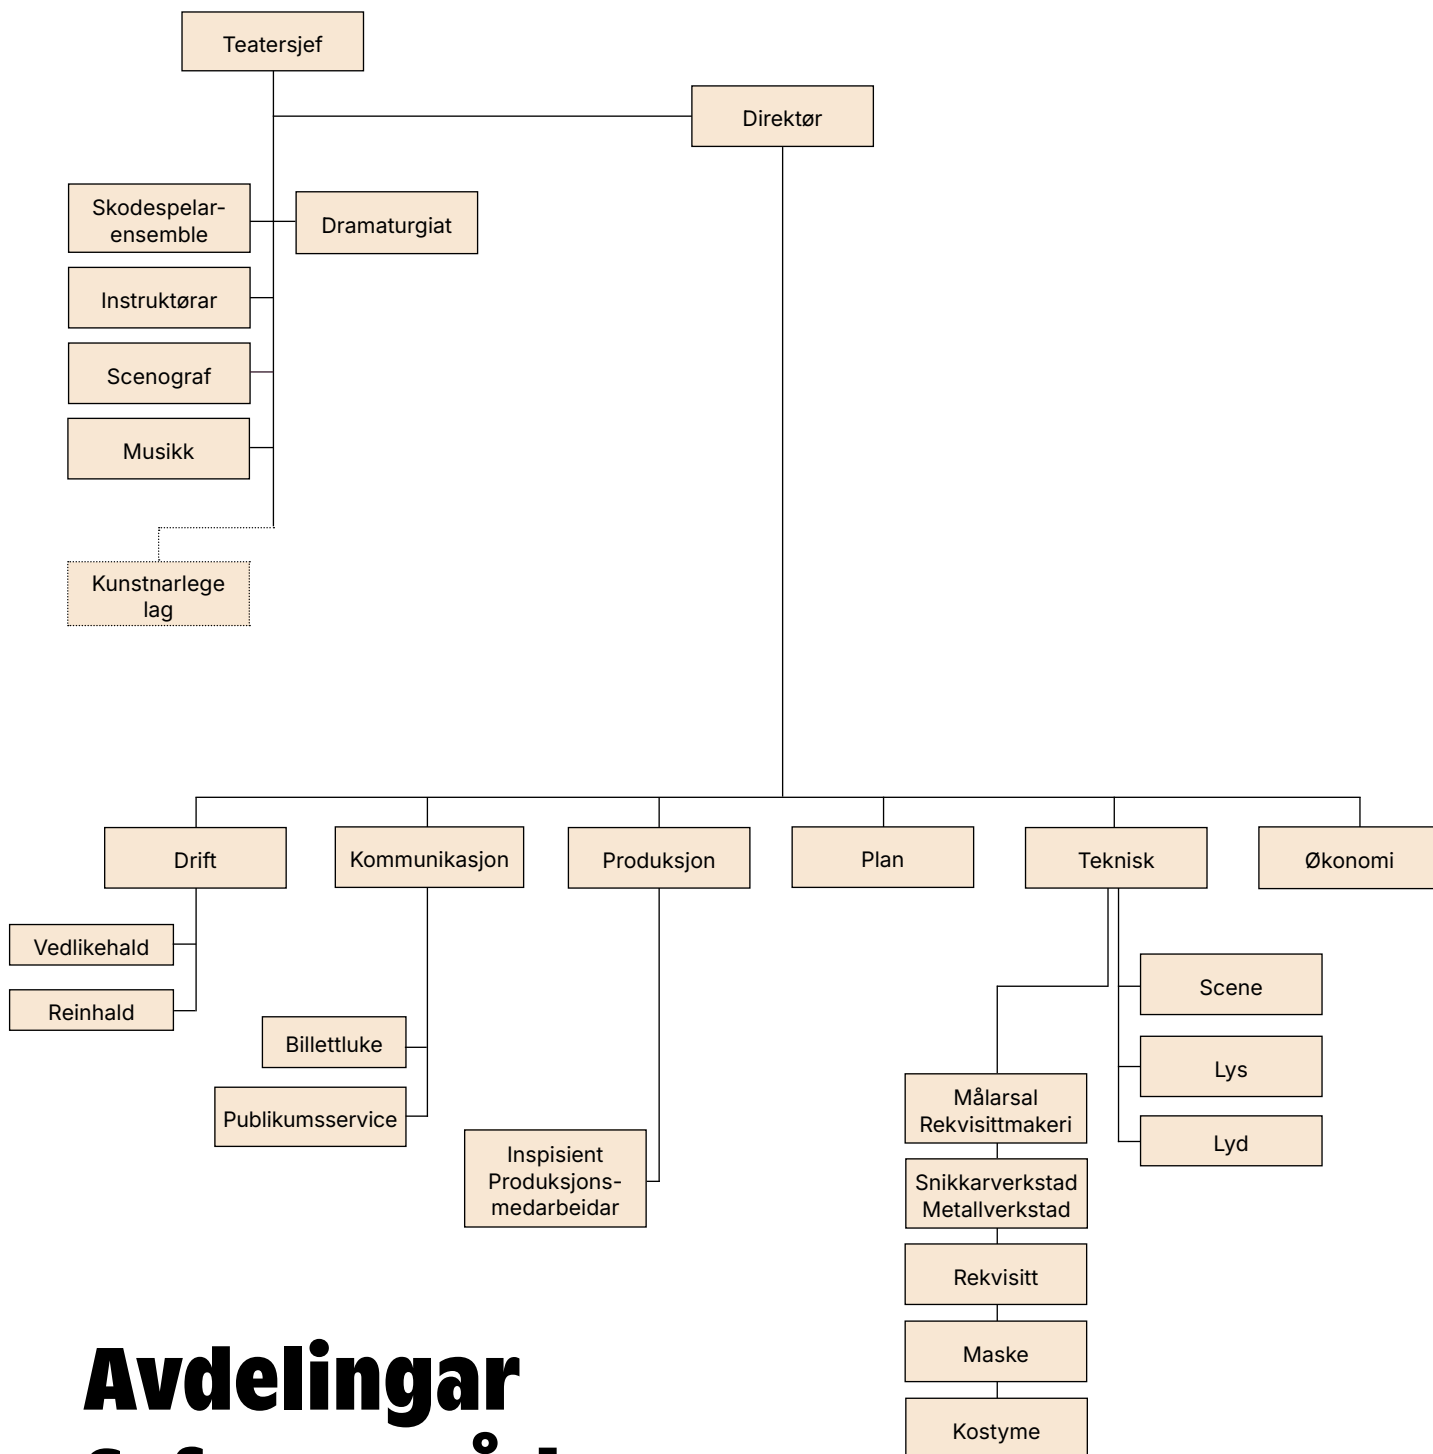 Teatersjef
Direktør
Skodespelar-
ensemble
Dramaturgiat
Instruktørar
Scenograf
Musikk
Kunstnarlege
lag
Drift
Kommunikasjon
Produksjon
Plan
Teknisk
Økonomi
Vedlikehald
Reinhald
Billettluke
Publikumsservice
Inspisient
Produksjons-
medarbeidar
Scene
Lys
Lyd
Målarsal
Rekvisittmakeri
Snikkarverkstad
Metallverkstad
Rekvisitt
Maske
Kostyme
Avdelingar